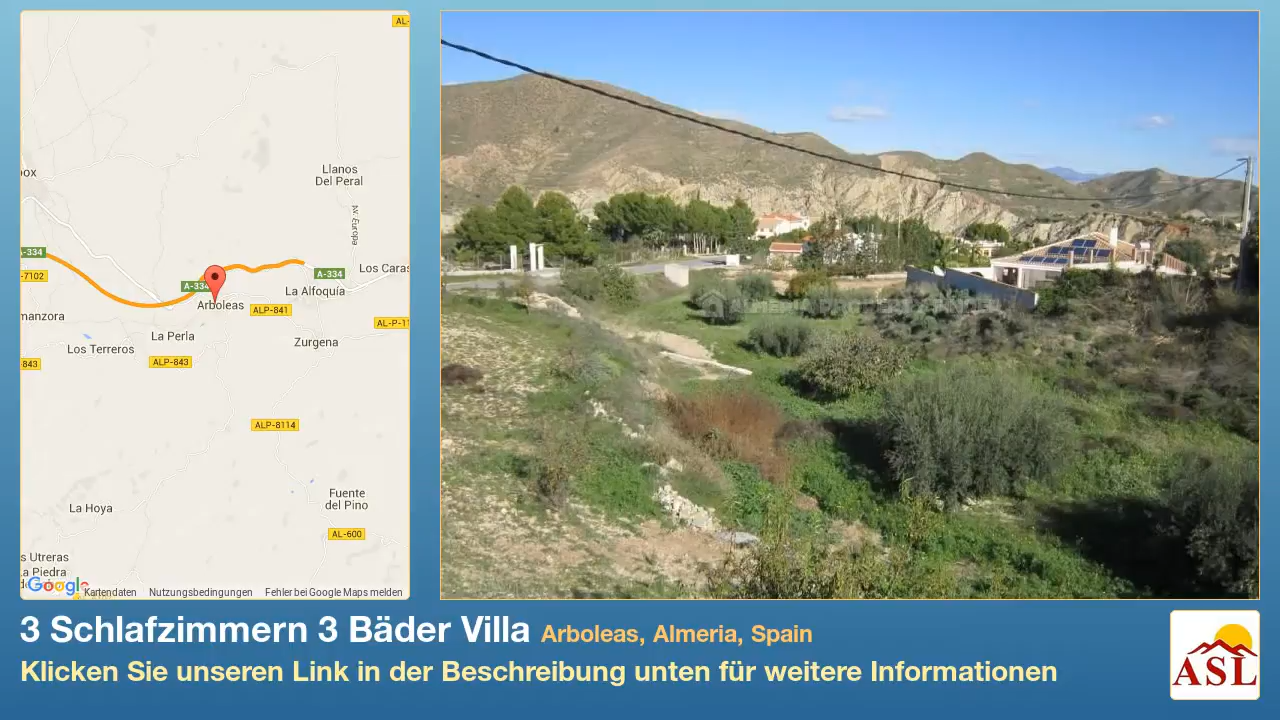 AL-
Llanos
Del Peral
ox
Av. Europa
A-334
-7102
A-334
A-334
Los Caras
Arboleas
La Alfoquía
ALP-841
manzora
AL-P-11
La Perla
Zurgena
Los Terreros
843
ALP-843
ALP-8114
Fuente
del Pino
La Hoya
AL-600
s Utreras
La Piedra
Google
Kartendaten Nutzungsbedingungen Fehler bei Google Maps melden
3 Schlafzimmern 3 Bäder Villa Arboleas, Almeria, Spain
Klicken Sie unseren Link in der Beschreibung unten für weitere Informationen
ASL